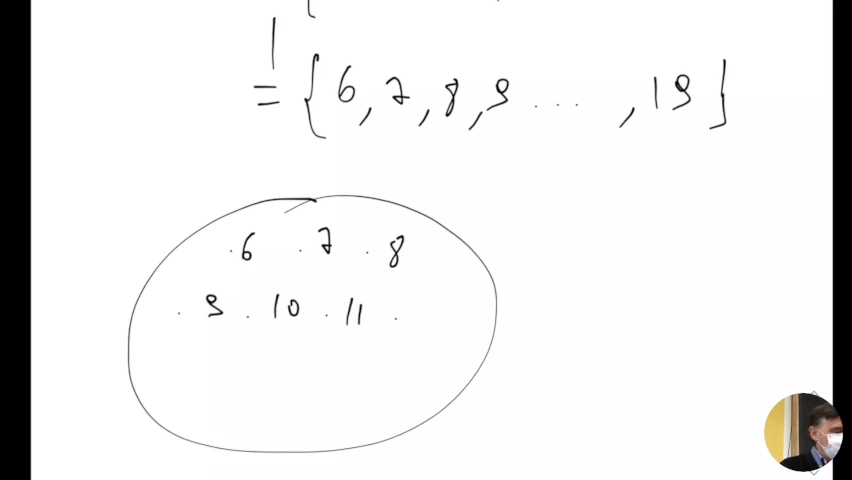 = {6, 7, 8, 9 ... , 19}
. 6 . 7 . 8
. 9 . 10 . 11 .